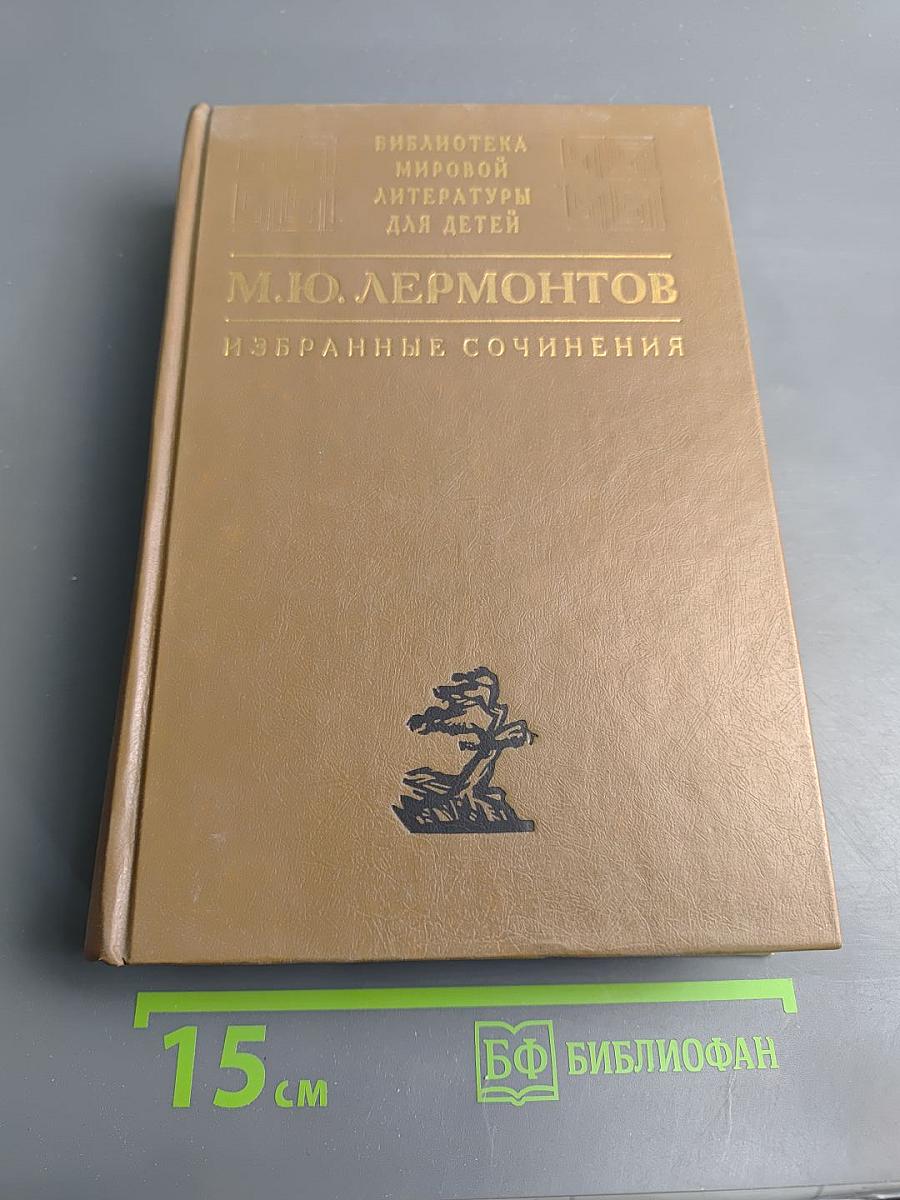 БИБЛИОТЕКА
МИРОВОЙ
ЛИТЕРАТУРЫ
ДЛЯ ДЕТЕЙ
М.Ю. ЛЕРМОНТОВ
ИЗБРАННЫЕ СОЧИНЕНИЯ
15 см
БФ БИБЛИОФАН